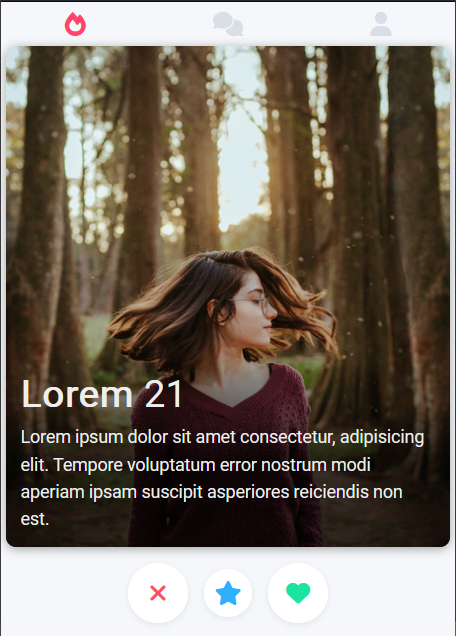 Lorem 21
Lorem ipsum dolor sit amet consectetur, adipisicing
elit. Tempore voluptatum error nostrum modi
aperiam ipsam suscipit asperiores reiciendis non
est.